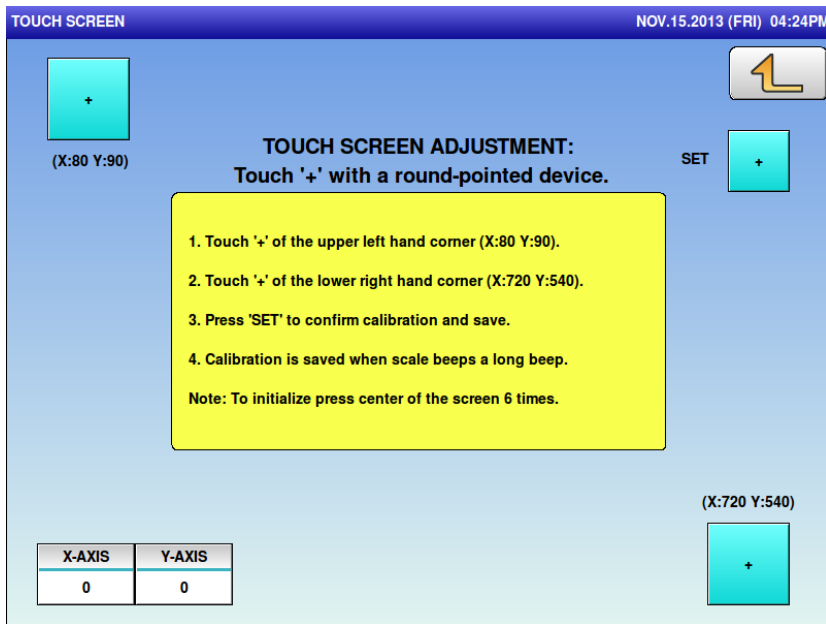 TOUCH SCREEN NOV.15.2013 (FRI) 04:24PM
+
(X:80 Y:90)
TOUCH SCREEN ADJUSTMENT:
Touch '+' with a round-pointed device.
SET +
1. Touch '+' of the upper left hand corner (X:80 Y:90).
2. Touch '+' of the lower right hand corner (X:720 Y:540).
3. Press 'SET' to confirm calibration and save.
4. Calibration is saved when scale beeps a long beep.
Note: To initialize press center of the screen 6 times.
(X:720 Y:540)
+
X-AXIS Y-AXIS
0 0